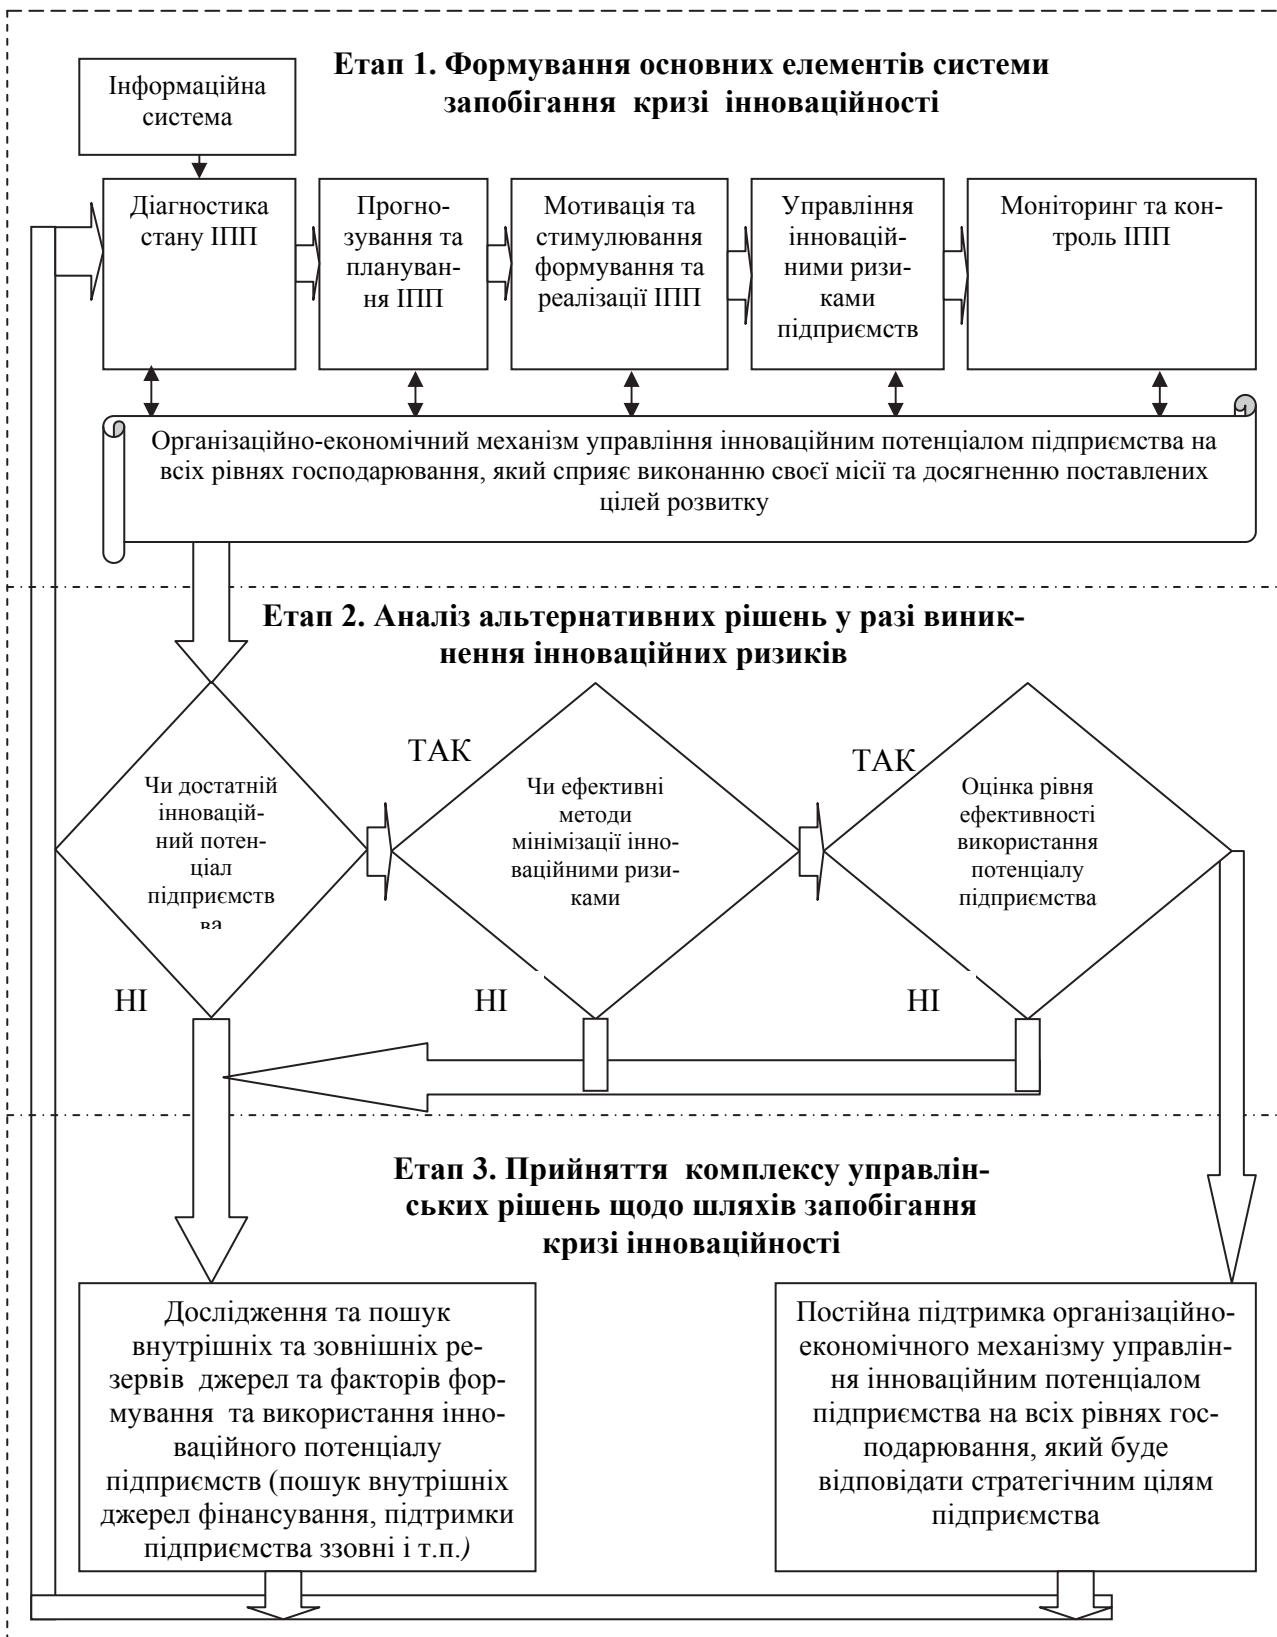 Етап 1. Формування основних елементів системи
запобігання кризі інноваційності
Інформаційна
система
Діагностика
стану ІПП
Прогно-
зування та
плануван-
ня ІПП
Мотивація та
стимулювання
формування та
реалізації ІПП
Управління
інновацій-
ними ризи-
ками
підприємств
Моніторинг та кон-
троль ІПП
Організаційно-економічний механізм управління інноваційним потенціалом підприємства на
всіх рівнях господарювання, який сприяє виконанню своєї місії та досягненню поставлених
цілей розвитку
Етап 2. Аналіз альтернативних рішень у разі виник-
нення інноваційних ризиків
Чи достатній
інновацій-
ний потен-
ціал
підприємств
ва
ТАК
Чи ефективні
методи
мінімізації інно-
ваційними ризи-
ками
ТАК
Оцінка рівня
ефективності
використання
потенціалу
підприємства
НІ
НІ
НІ
Етап 3. Прийняття комплексу управлін-
ських рішень щодо шляхів запобігання
кризі інноваційності
Дослідження та пошук
внутрішніх та зовнішніх ре-
зервів джерел та факторів фор-
мування та використання інно-
ваційного потенціалу
підприємств (пошук внутрішніх
джерел фінансування, підтримки
підприємства ззовні і т.п.)
Постійна підтримка організаційно-
економічного механізму управлін-
ня інноваційним потенціалом
підприємства на всіх рівнях гос-
подарювання, який буде
відповідати стратегічним цілям
підприємства